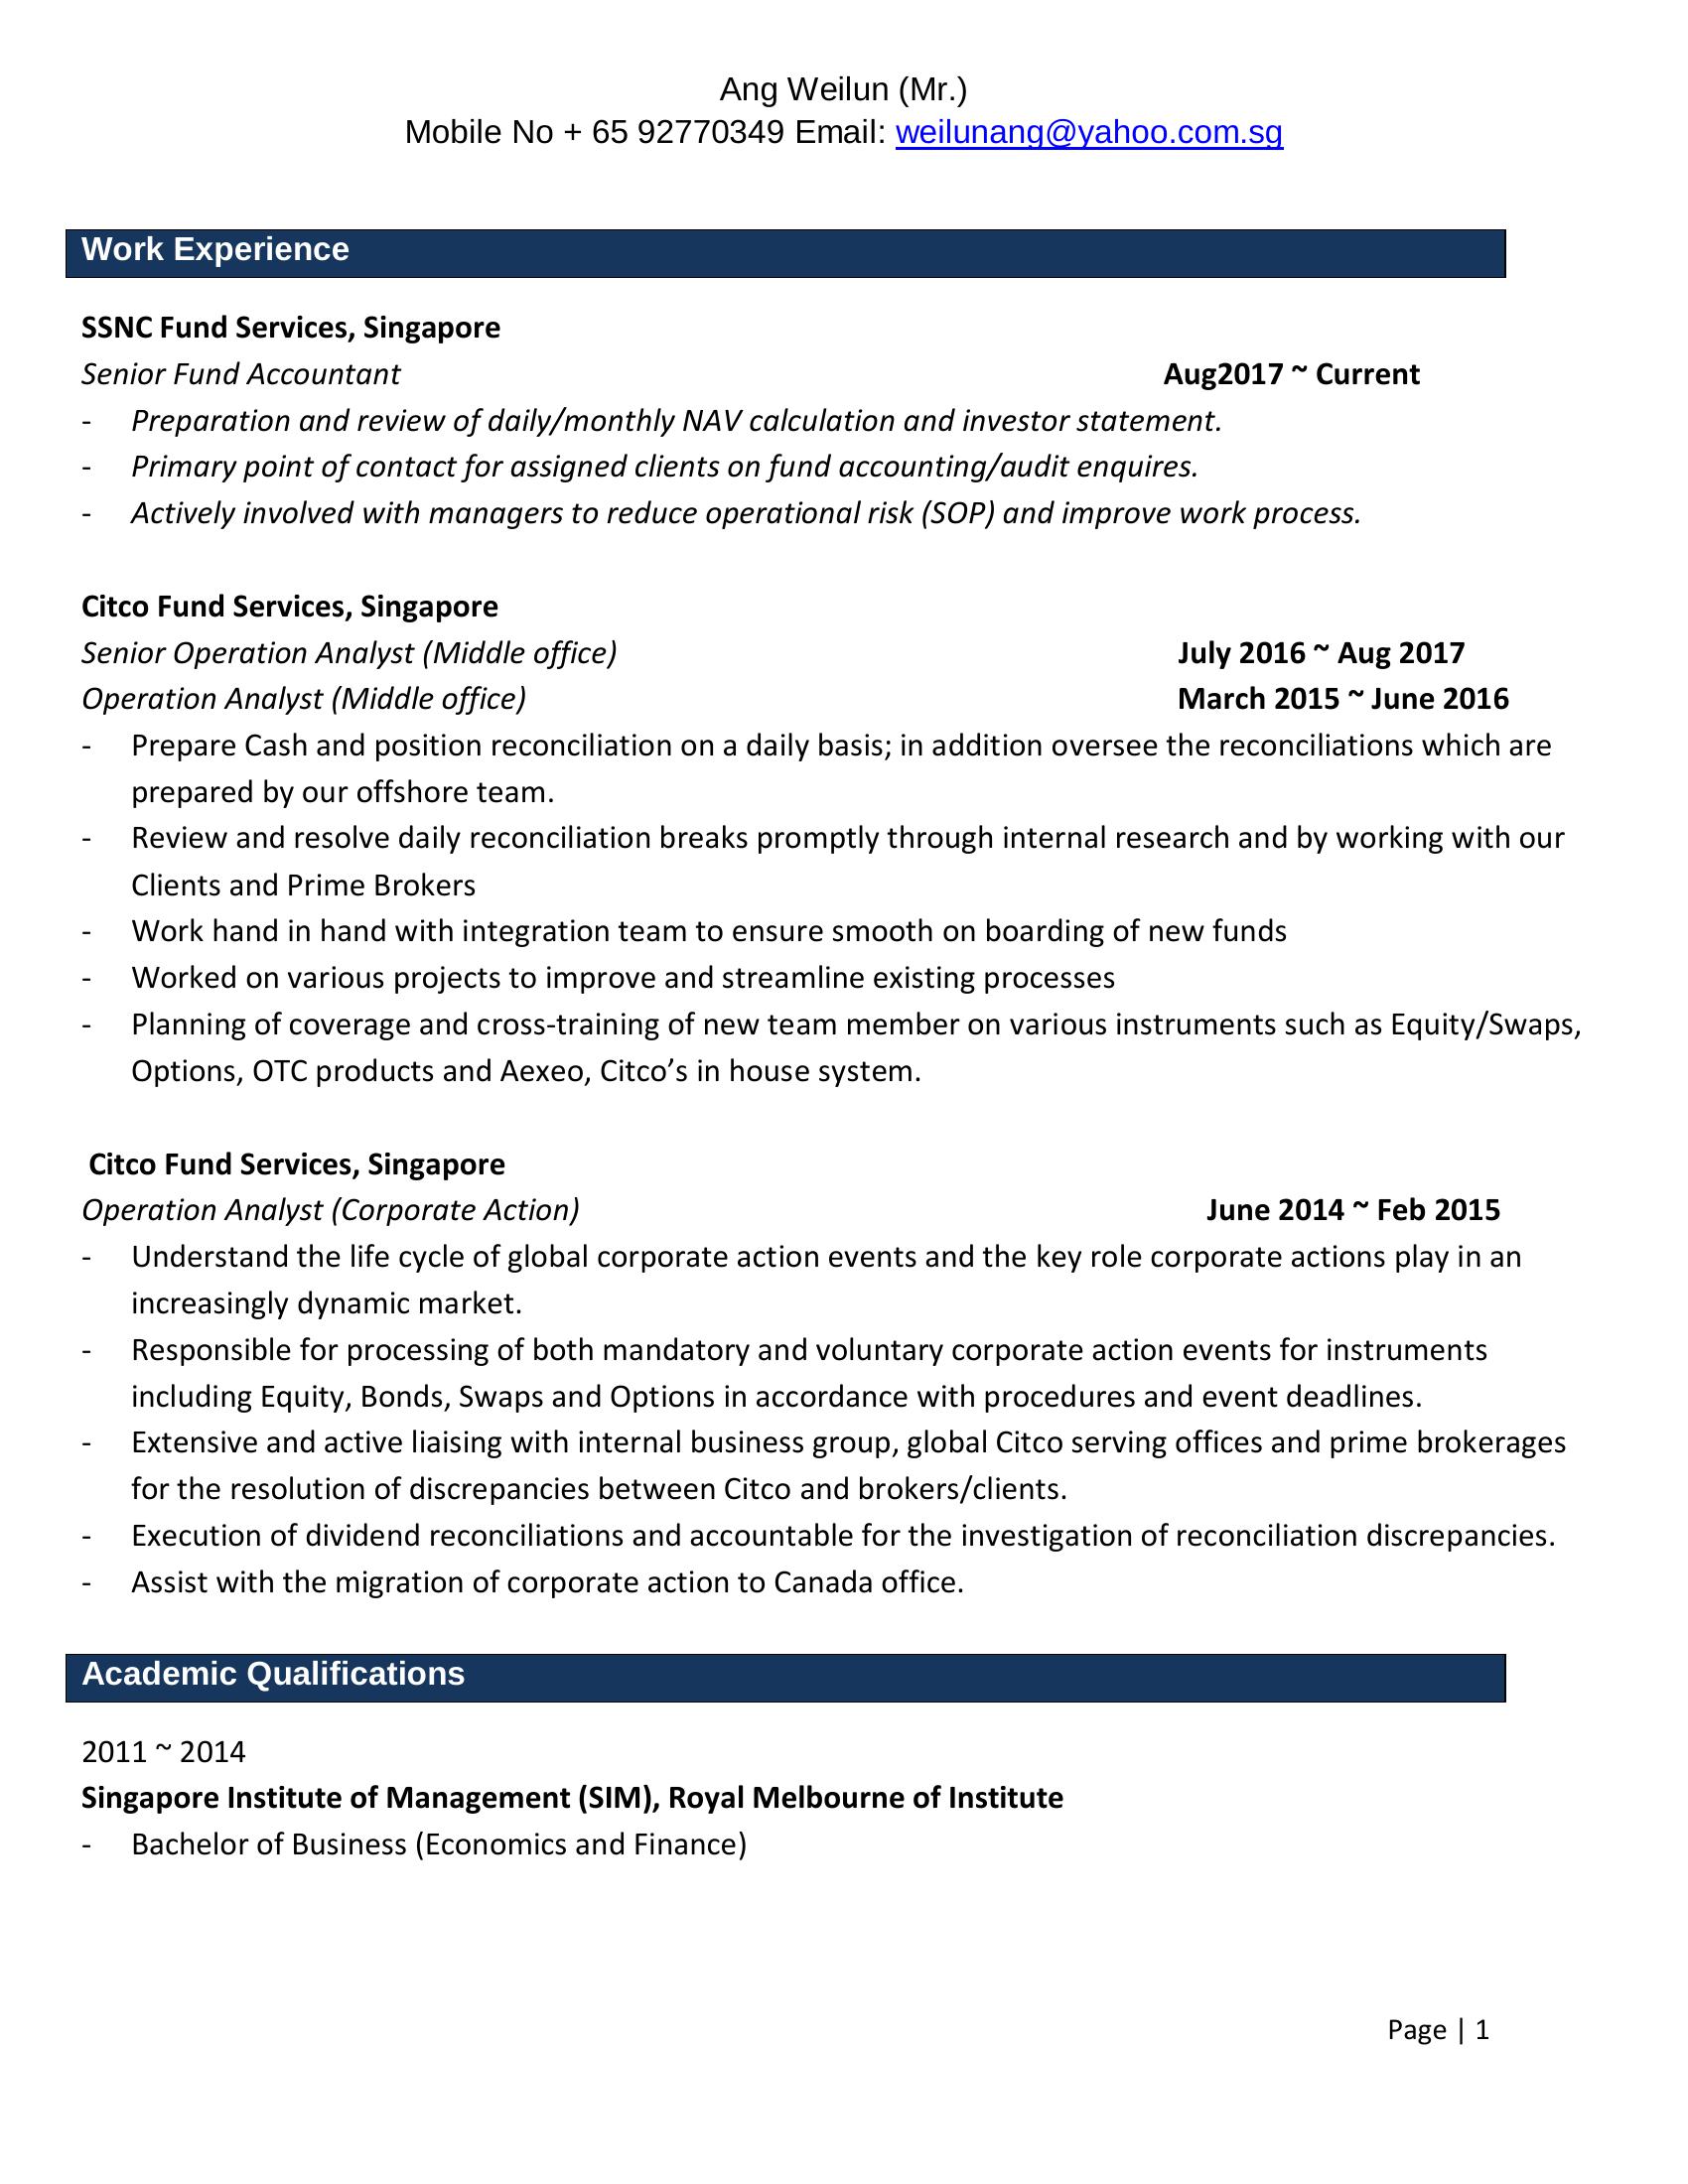 Ang Weilun (Mr.)
Mobile No + 65 92770349 Email: weilunang@yahoo.com.sg
Work Experience
SSNC Fund Services, Singapore
Senior Fund Accountant Aug2017 ~ Current
- Preparation and review of daily/monthly NAV calculation and investor statement.
- Primary point of contact for assigned clients on fund accounting/audit enquires.
- Actively involved with managers to reduce operational risk (SOP) and improve work process.
Citco Fund Services, Singapore
Senior Operation Analyst (Middle office) July 2016 ~ Aug 2017
Operation Analyst (Middle office) March 2015 ~ June 2016
- Prepare Cash and position reconciliation on a daily basis; in addition oversee the reconciliations which are
prepared by our offshore team.
- Review and resolve daily reconciliation breaks promptly through internal research and by working with our
Clients and Prime Brokers
- Work hand in hand with integration team to ensure smooth on boarding of new funds
- Worked on various projects to improve and streamline existing processes
- Planning of coverage and cross-training of new team member on various instruments such as Equity/Swaps,
Options, OTC products and Aexeo, Citco’s in house system.
Citco Fund Services, Singapore
Operation Analyst (Corporate Action) June 2014 ~ Feb 2015
- Understand the life cycle of global corporate action events and the key role corporate actions play in an
increasingly dynamic market.
- Responsible for processing of both mandatory and voluntary corporate action events for instruments
including Equity, Bonds, Swaps and Options in accordance with procedures and event deadlines.
- Extensive and active liaising with internal business group, global Citco serving offices and prime brokerages
for the resolution of discrepancies between Citco and brokers/clients.
- Execution of dividend reconciliations and accountable for the investigation of reconciliation discrepancies.
- Assist with the migration of corporate action to Canada office.
Academic Qualifications
2011 ~ 2014
Singapore Institute of Management (SIM), Royal Melbourne of Institute
- Bachelor of Business (Economics and Finance)
Page | 1